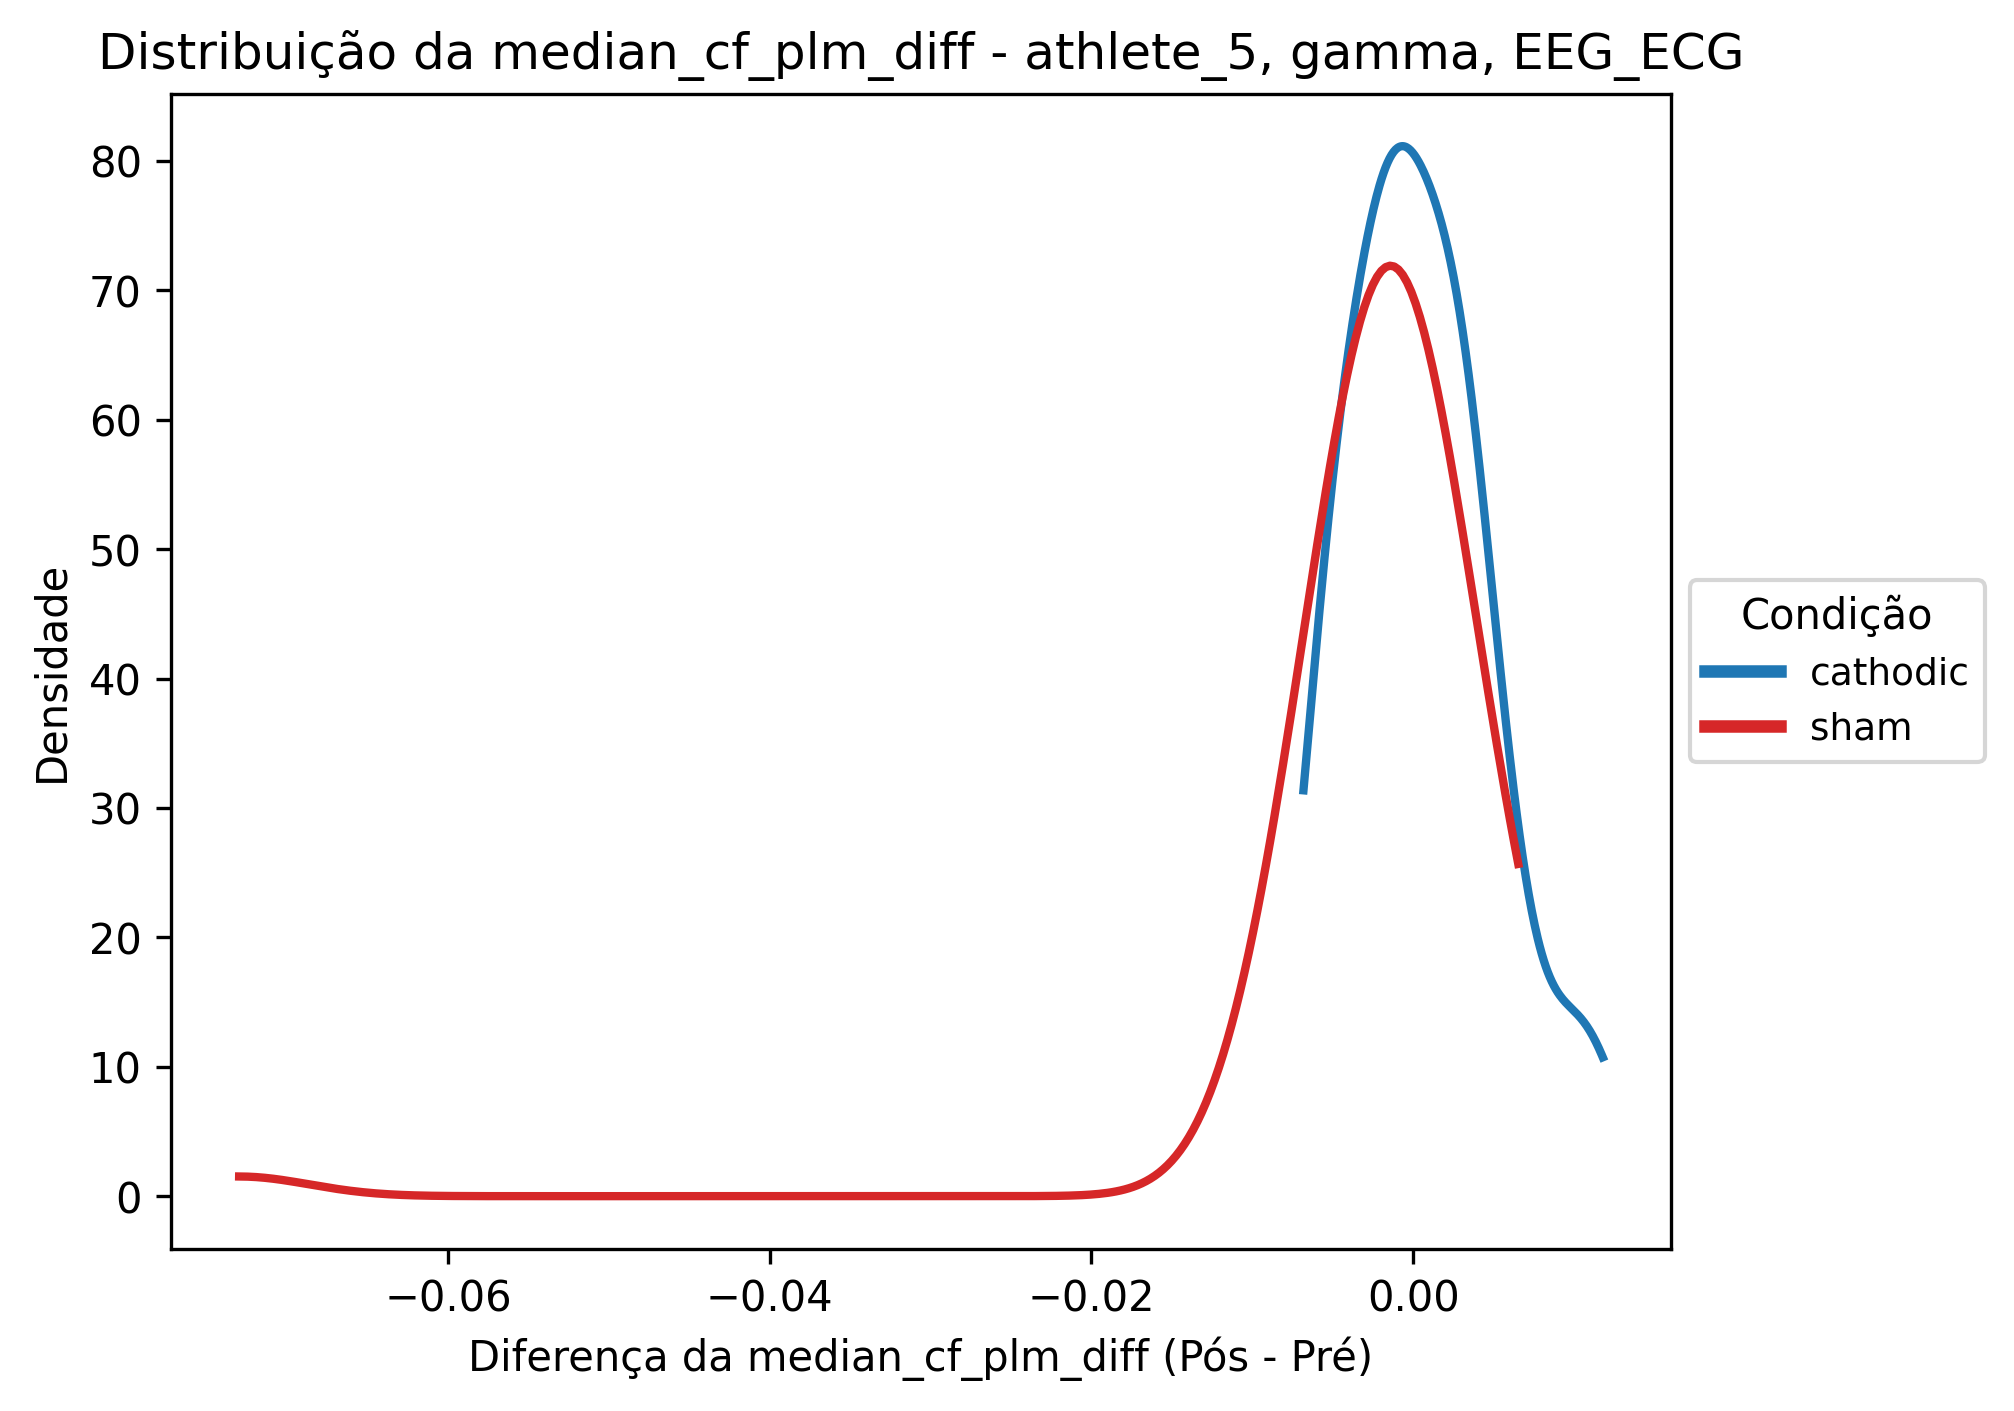 Distribuição da median_cf_plm_diff - athlete_5, gamma, EEG_ECG
80
70
60
50
40
30
20
10
0
Densidade
−0.06
−0.04
−0.02
0.00
Diferença da median_cf_plm_diff (Pós - Pré)
Condição
cathodic
sham